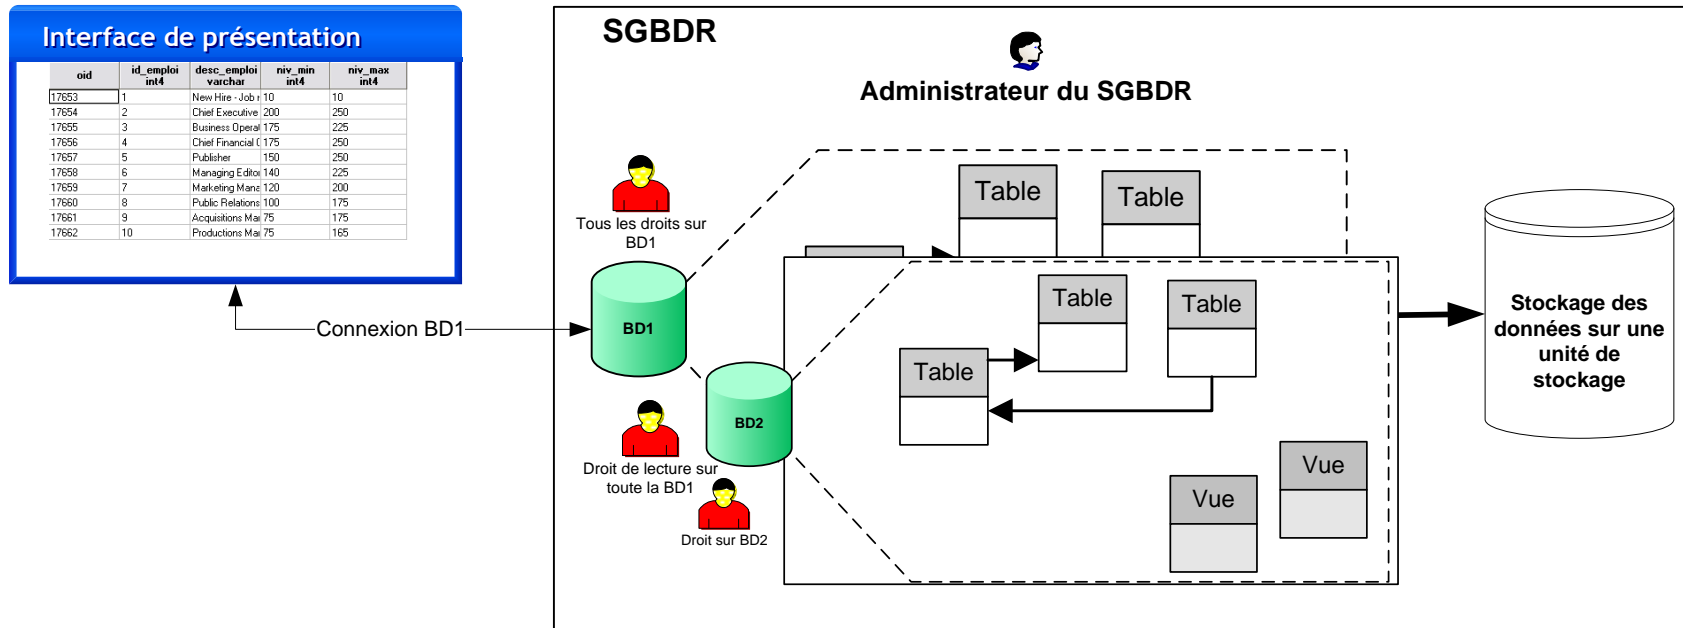 Interface de présentation
oid id_emploi desc_emploi niv_min niv_max
int4 varchar int4 int4
17653 1 New Hire - Job 10 10
17654 2 Chief Executive 200 250
17655 3 Business Opera 175 225
17656 4 Chief Financial 175 250
17657 5 Publisher 150 250
17658 6 Managing Editor 140 225
17659 7 Marketing Mana 120 200
17660 8 Public Relations 100 175
17661 9 Acquisitions Ma 75 175
17662 10 Productions Ma 75 165
Connexion BD1
SGBDR
Administrateur du SGBDR
Tous les droits sur
BD1
BD1
Droit de lecture sur
toute la BD1
BD2
Droit sur BD2
Table
Table
Table
Table
Table
Vue
Vue
Stockage des
données sur une
unité de
stockage